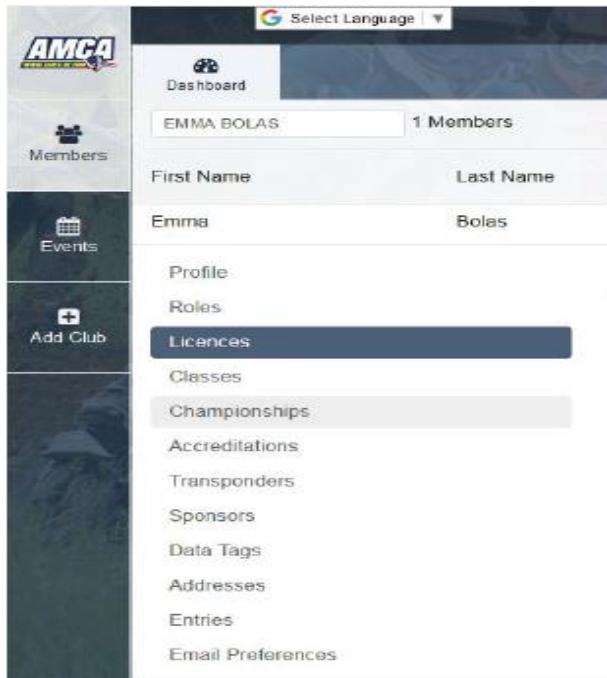 Select Language ▼
AMCA
Dashboard
Members
EMMA BOLAS 1 Members
First Name Last Name
Emma Bolas
Events
Add Club
Profile
Roles
Licences
Classes
Championships
Accreditations
Transponders
Sponsors
Data Tags
Addresses
Entries
Email Preferences